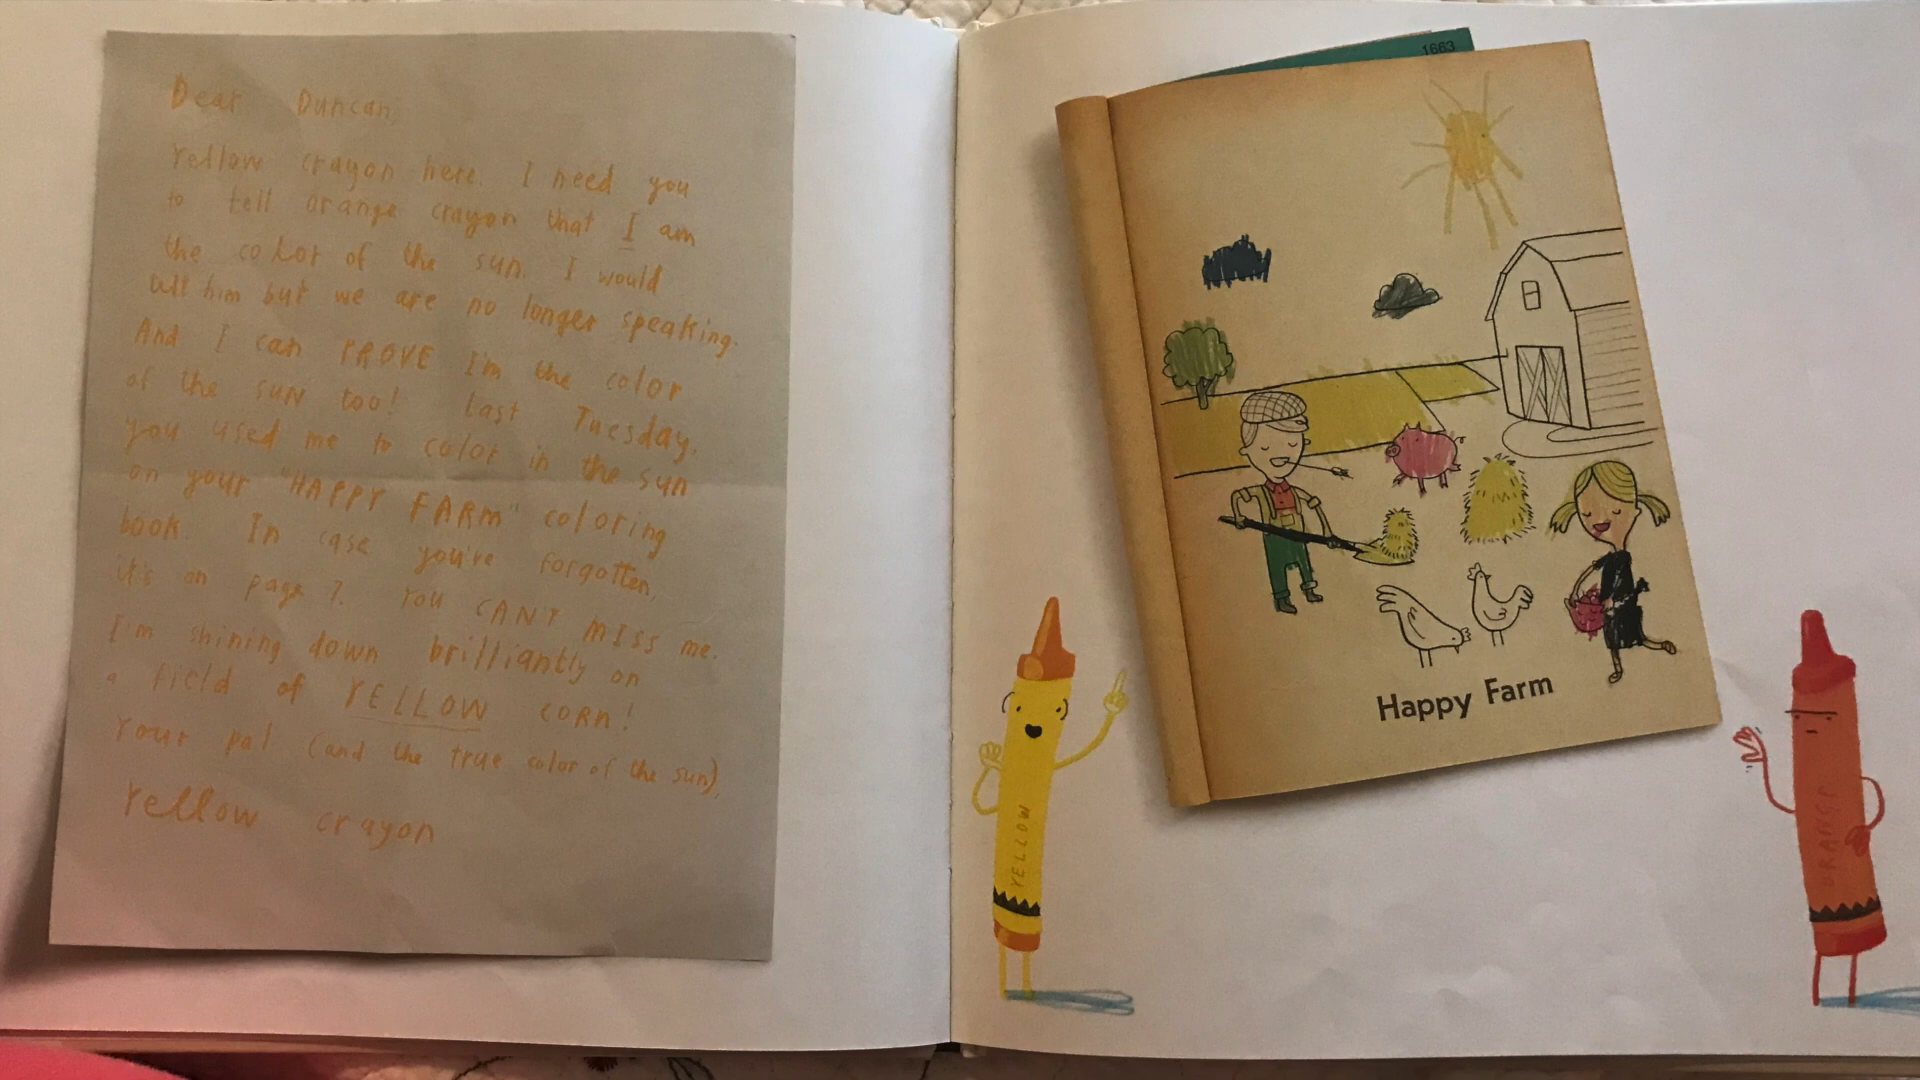 Dear Duncan,
Yellow crayon here. I need you
to tell orange crayon that I am
the color of the sun. I would
tell him but we are no longer speaking.
And I can PROVE I'm the color
of the sun too! Last Tuesday,
you used me to color in the sun
on your "HAPPY FARM" coloring
book. In case you've forgotten,
it's on page 7. You CAN'T MISS me.
I'm shining down brilliantly on
a field of YELLOW corn!
Your pal (and the true color of the sun),
Yellow crayon
1663
Happy Farm
YELLOW
ORANGE